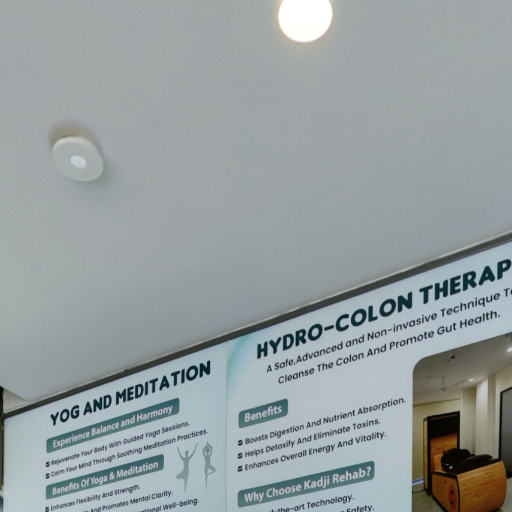 YOG AND MEDITATION
Experience Balance and Harmony
Rejuvenate Your Body With Guided Yog Sessions.
Calm Your Mind Through Soothing Meditation Practices.
Benefits Of Yoga & Meditation
Enhances Flexibility And Strength.
And Promotes Mental Clarity.
Well-being.
HYDRO-COLON THERAP
A Safe,Advanced and Non-invasive Technique T
Cleanse The Colon And Promote Gut Health.
Benefits
Boosts Digestion And Nutrient Absorption.
Helps Detoxify And Eliminate Toxins.
Enhances Overall Energy And Vitality.
Why Choose Kadji Rehab?
-the-art Technology.
Safety.